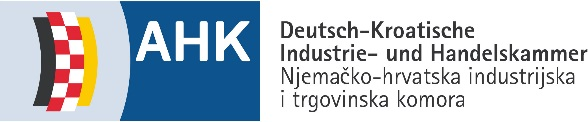 AHK
Deutsch-Kroatische
Industrie- und Handelskammer
Njemačko-hrvatska industrijska
i trgovinska komora